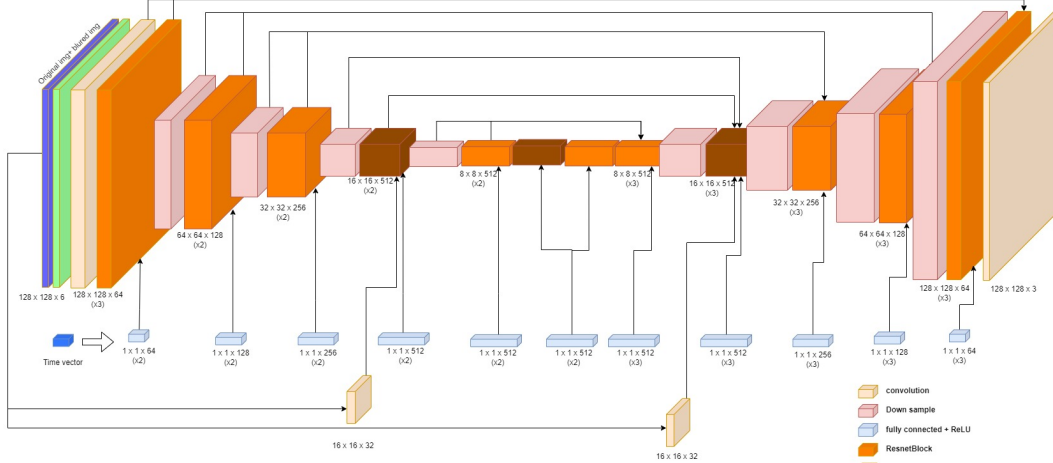 Original img+ blured img
16 x 16 x 512
(x2)
8 x 8 x 512
(x2)
8 x 8 x 512
(x3)
16 x 16 x 512
(x3)
32 x 32 x 256
(x2)
32 x 32 x 256
(x3)
64 x 64 x 128
(x2)
64 x 64 x 128
(x3)
128 x 128 x 6
128 x 128 x 64
(x3)
128 x 128 x 64
(x3)
128 x 128 x 3
Time vector
1 x 1 x 64
(x2)
1 x 1 x 128
(x2)
1 x 1 x 256
(x2)
1 x 1 x 512
(x2)
1 x 1 x 512
(x2)
1 x 1 x 512
(x2)
1 x 1 x 512
(x3)
1 x 1 x 512
(x3)
1 x 1 x 256
(x3)
1 x 1 x 128
(x3)
1 x 1 x 64
(x3)
16 x 16 x 32
16 x 16 x 32
convolution
Down sample
fully connected + ReLU
ResnetBlock